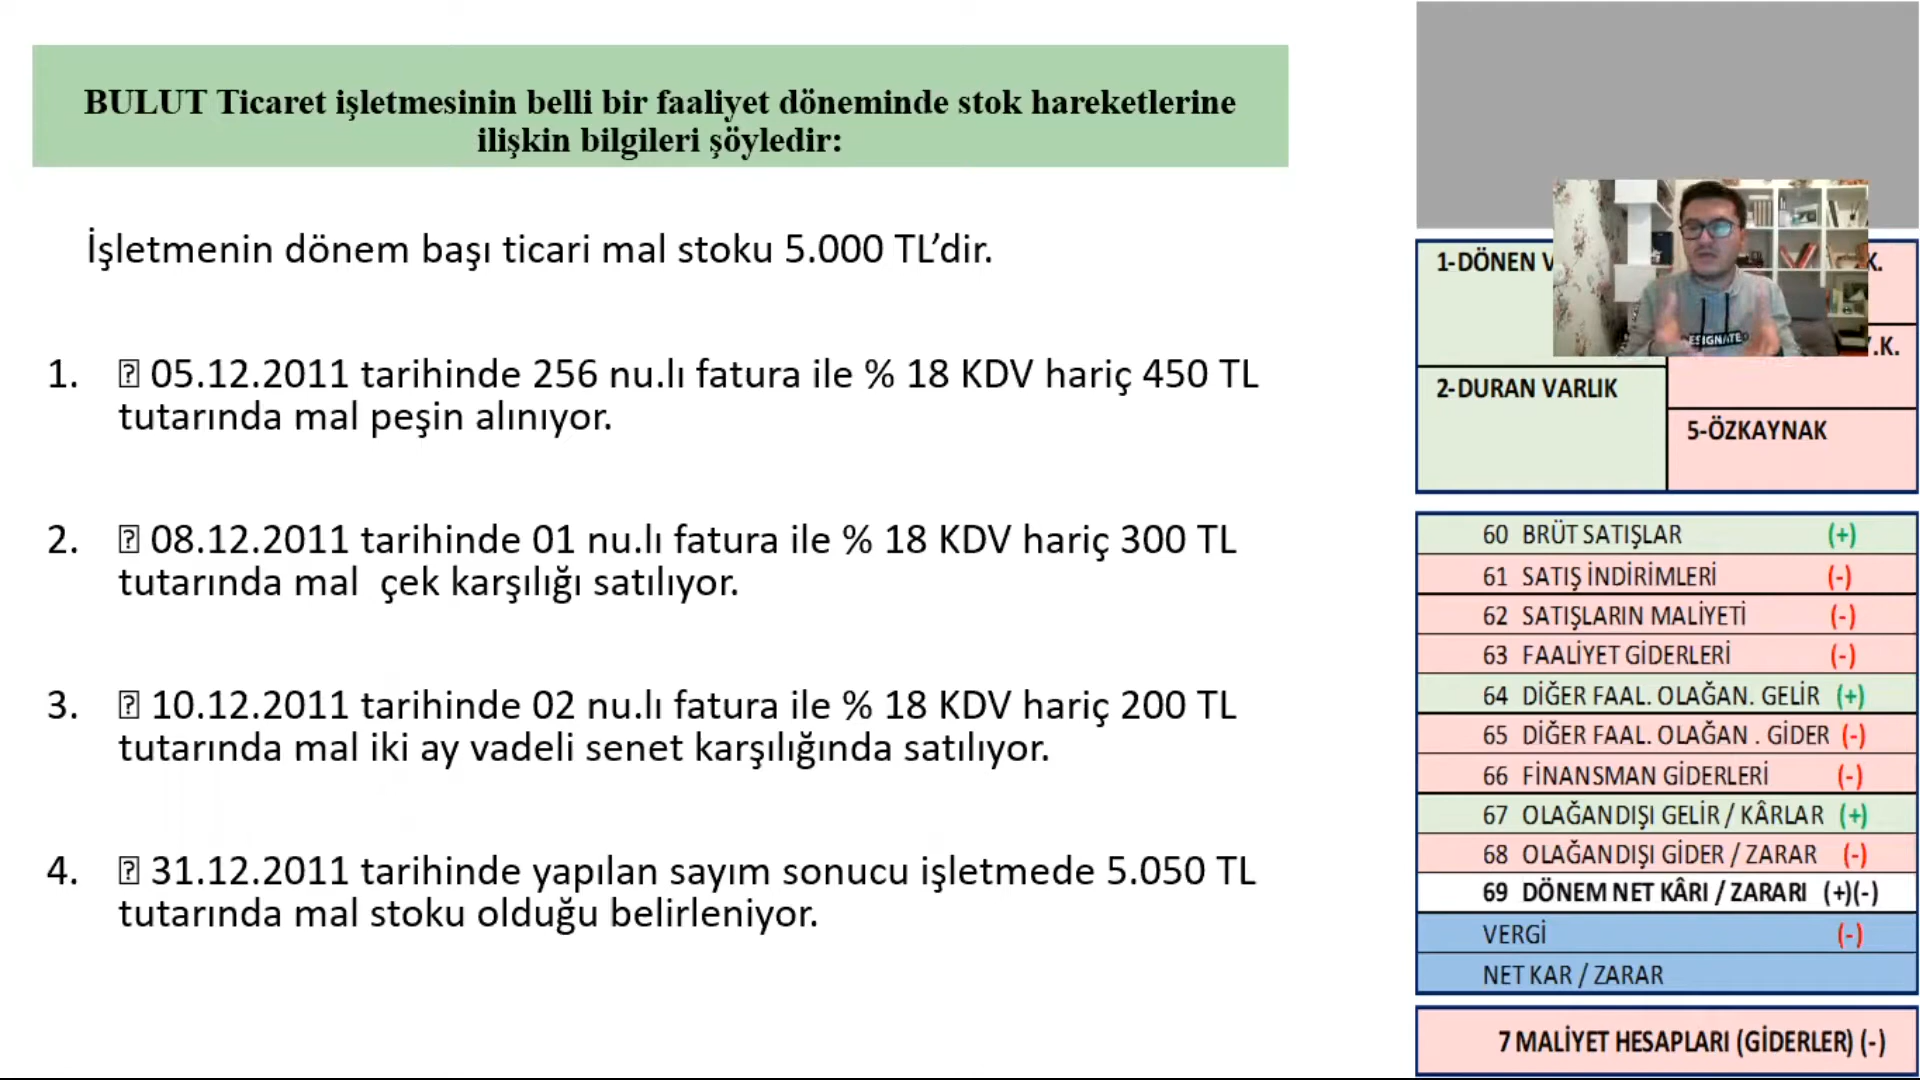 BULUT Ticaret işletmesinin belli bir faaliyet döneminde stok hareketlerine
ilişkin bilgileri şöyledir:
İşletmenin dönem başı ticari mal stoku 5.000 TL’dir.
1. 05.12.2011 tarihinde 256 nu.lı fatura ile % 18 KDV hariç 450 TL
tutarında mal peşin alınıyor.
2. 08.12.2011 tarihinde 01 nu.lı fatura ile % 18 KDV hariç 300 TL
tutarında mal  çek karşılığı satılıyor.
3. 10.12.2011 tarihinde 02 nu.lı fatura ile % 18 KDV hariç 200 TL
tutarında mal iki ay vadeli senet karşılığında satılıyor.
4. 31.12.2011 tarihinde yapılan sayım sonucu işletmede 5.050 TL
tutarında mal stoku olduğu belirleniyor.
1-DÖNEN V
K.
.K.
2-DURAN VARLIK
5-ÖZKAYNAK
ESIGNATE
60 BRÜT SATIŞLAR (+)
61 SATIŞ İNDİRİMLERİ (-)
62 SATIŞLARIN MALİYETİ (-)
63 FAALİYET GİDERLERİ (-)
64 DİĞER FAAL. OLAĞAN. GELİR (+)
65 DİĞER FAAL. OLAĞAN . GİDER (-)
66 FİNANSMAN GİDERLERİ (-)
67 OLAĞANDIŞI GELİR / KÂRLAR (+)
68 OLAĞANDIŞI GİDER / ZARAR (-)
69 DÖNEM NET KÂRI / ZARARI (+)(-)
VERGİ (-)
NET KAR / ZARAR
7 MALİYET HESAPLARI (GİDERLER) (-)